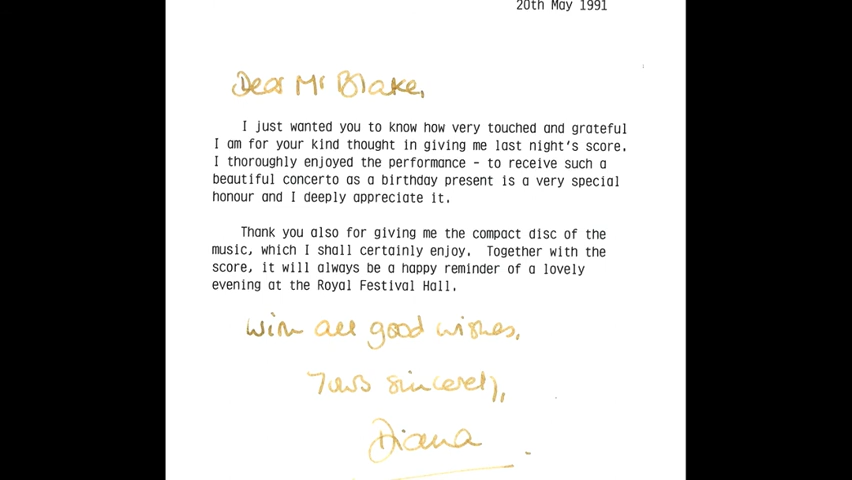 20th May 1991
Dear Mr Blake,
I just wanted you to know how very touched and grateful
I am for your kind thought in giving me last night's score.
I thoroughly enjoyed the performance - to receive such a
beautiful concerto as a birthday present is a very special
honour and I deeply appreciate it.
Thank you also for giving me the compact disc of the
music, which I shall certainly enjoy. Together with the
score, it will always be a happy reminder of a lovely
evening at the Royal Festival Hall.
With all good wishes,
Yours sincerely,
Diana